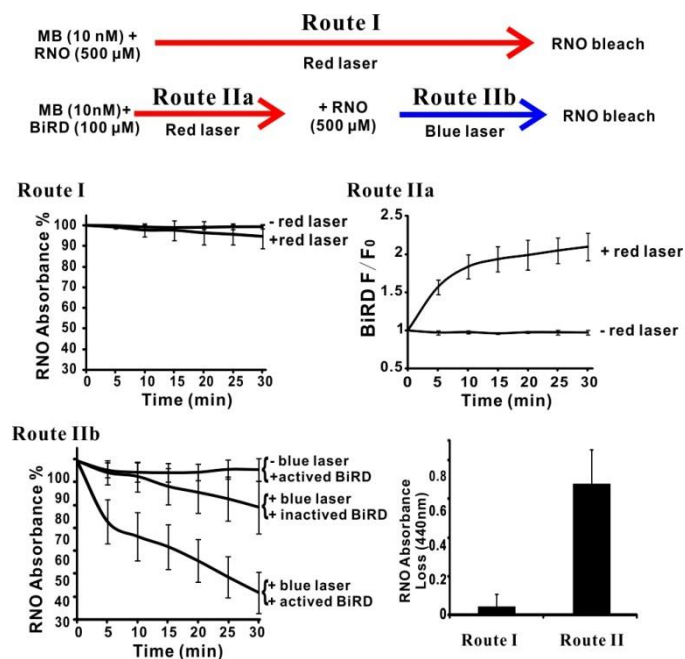 Route I
MB (10 nM) +
RNO (500 µM)
Red laser
RNO bleach
MB (10nM)+
BiRD (100 µM)
Route IIa
Red laser
+ RNO
(500 µM)
Route IIb
Blue laser
RNO bleach
Route I
RNO Absorbance %
100
90
80
70
60
50
40
30
0 5 10 15 20 25 30
Time (min)
- red laser
+red laser
Route IIa
BiRD F / F0
2.5
2
1.5
1
0.5
0 5 10 15 20 25 30
Time (min)
+ red laser
- red laser
Route IIb
RNO Absorbance %
100
90
80
70
60
50
40
30
0 5 10 15 20 25 30
Time (min)
- blue laser
+actived BiRD
+ blue laser
+ inactived BiRD
+ blue laser
+ actived BiRD
RNO Absorbance
Loss (440nm)
0.8
0.6
0.4
0.2
0
Route I Route II